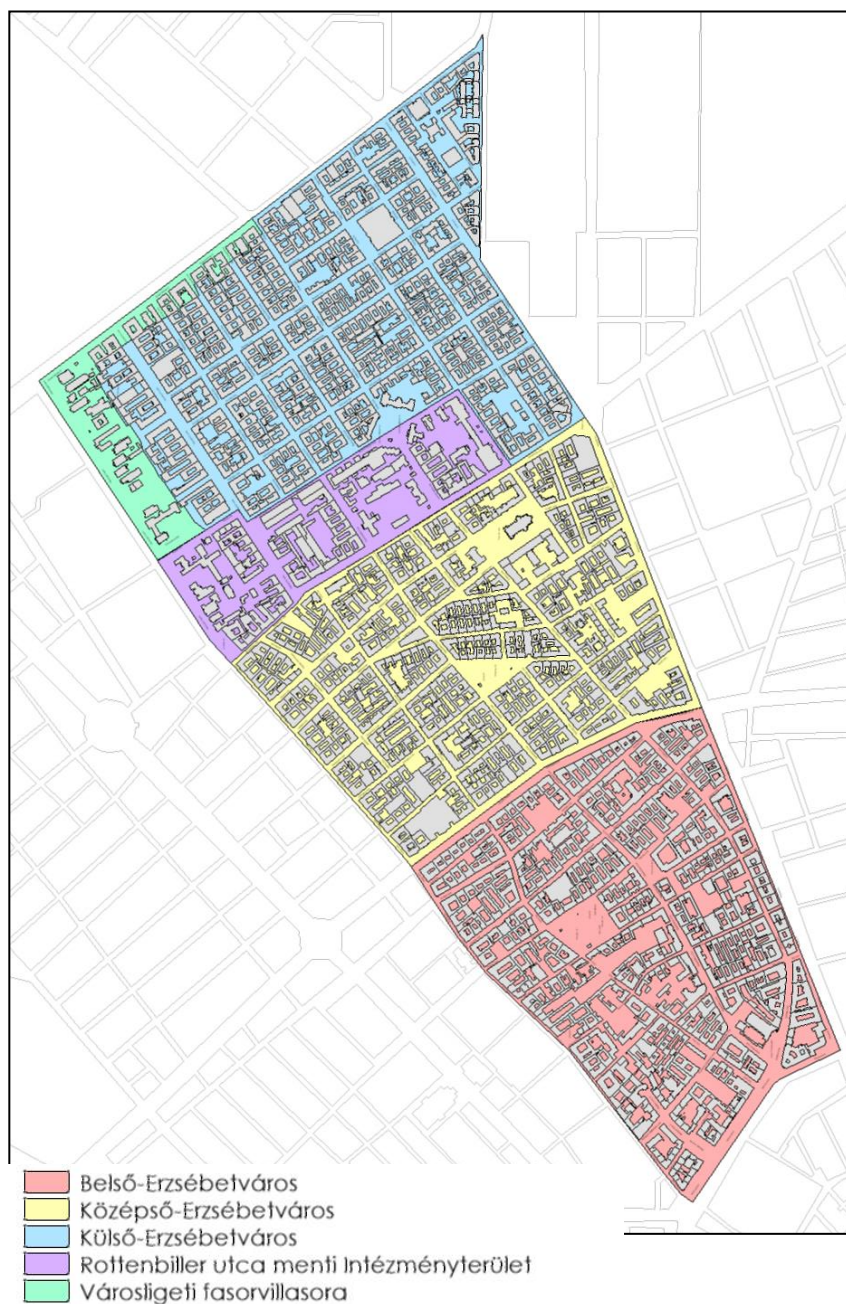 Belső-Erzsébetváros
Középső-Erzsébetváros
Külső-Erzsébetváros
Rottenbiller utca menti Intézményterület
Városligeti fasorvillasora